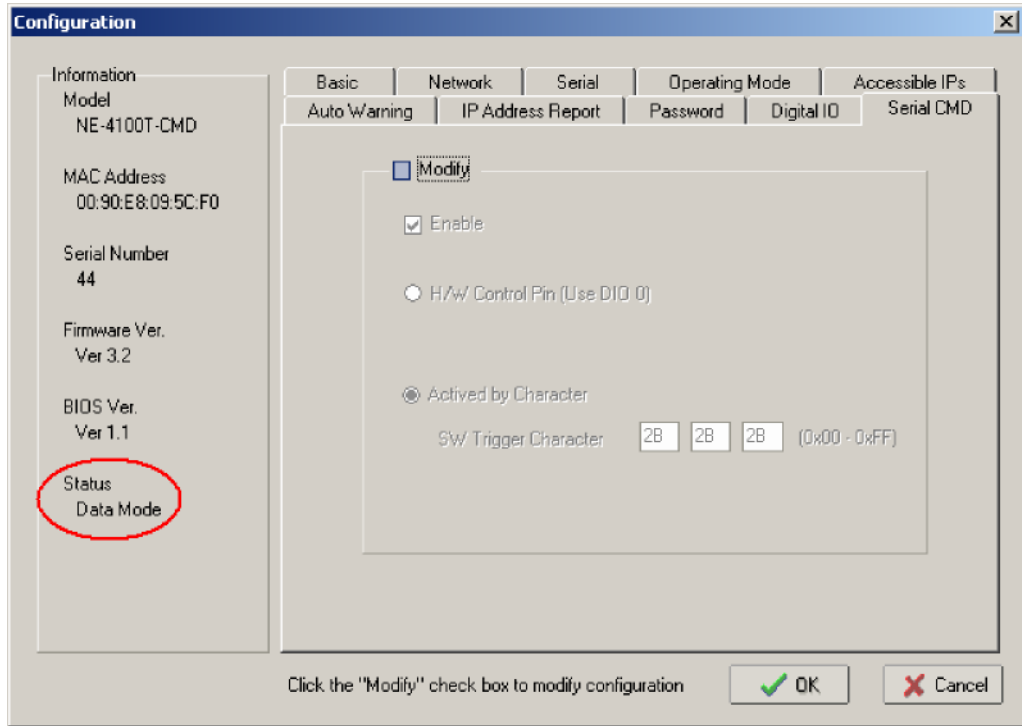 Configuration
Information
Model
NE-4100T-CMD
MAC Address
00:90:E8:09:5C:F0
Serial Number
44
Firmware Ver.
Ver 3.2
BIOS Ver.
Ver 1.1
Status
Data Mode
Basic Network Serial Operating Mode Accessible IPs
Auto Warning IP Address Report Password Digital IO Serial CMD
Modify
Enable
H/W Control Pin (Use DIO 0)
Actived by Character
SW Trigger Character 2B 2B 2B (0x00 - 0xFF)
Click the "Modify" check box to modify configuration OK Cancel